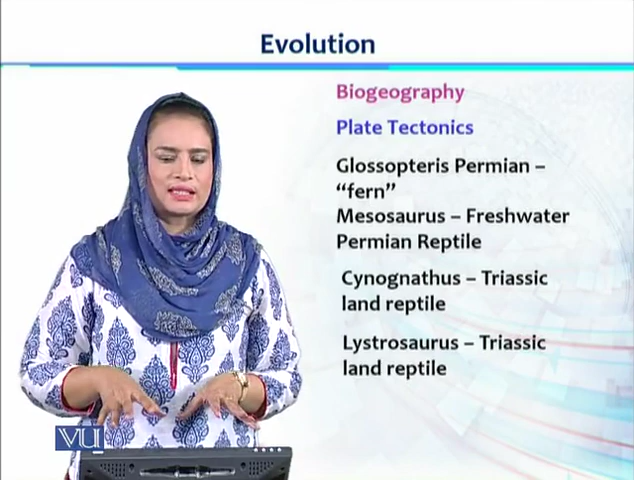 Evolution
Biogeography
Plate Tectonics
Glossopteris Permian –
“fern”
Mesosaurus – Freshwater
Permian Reptile
Cynognathus – Triassic
land reptile
Lystrosaurus – Triassic
land reptile
VU